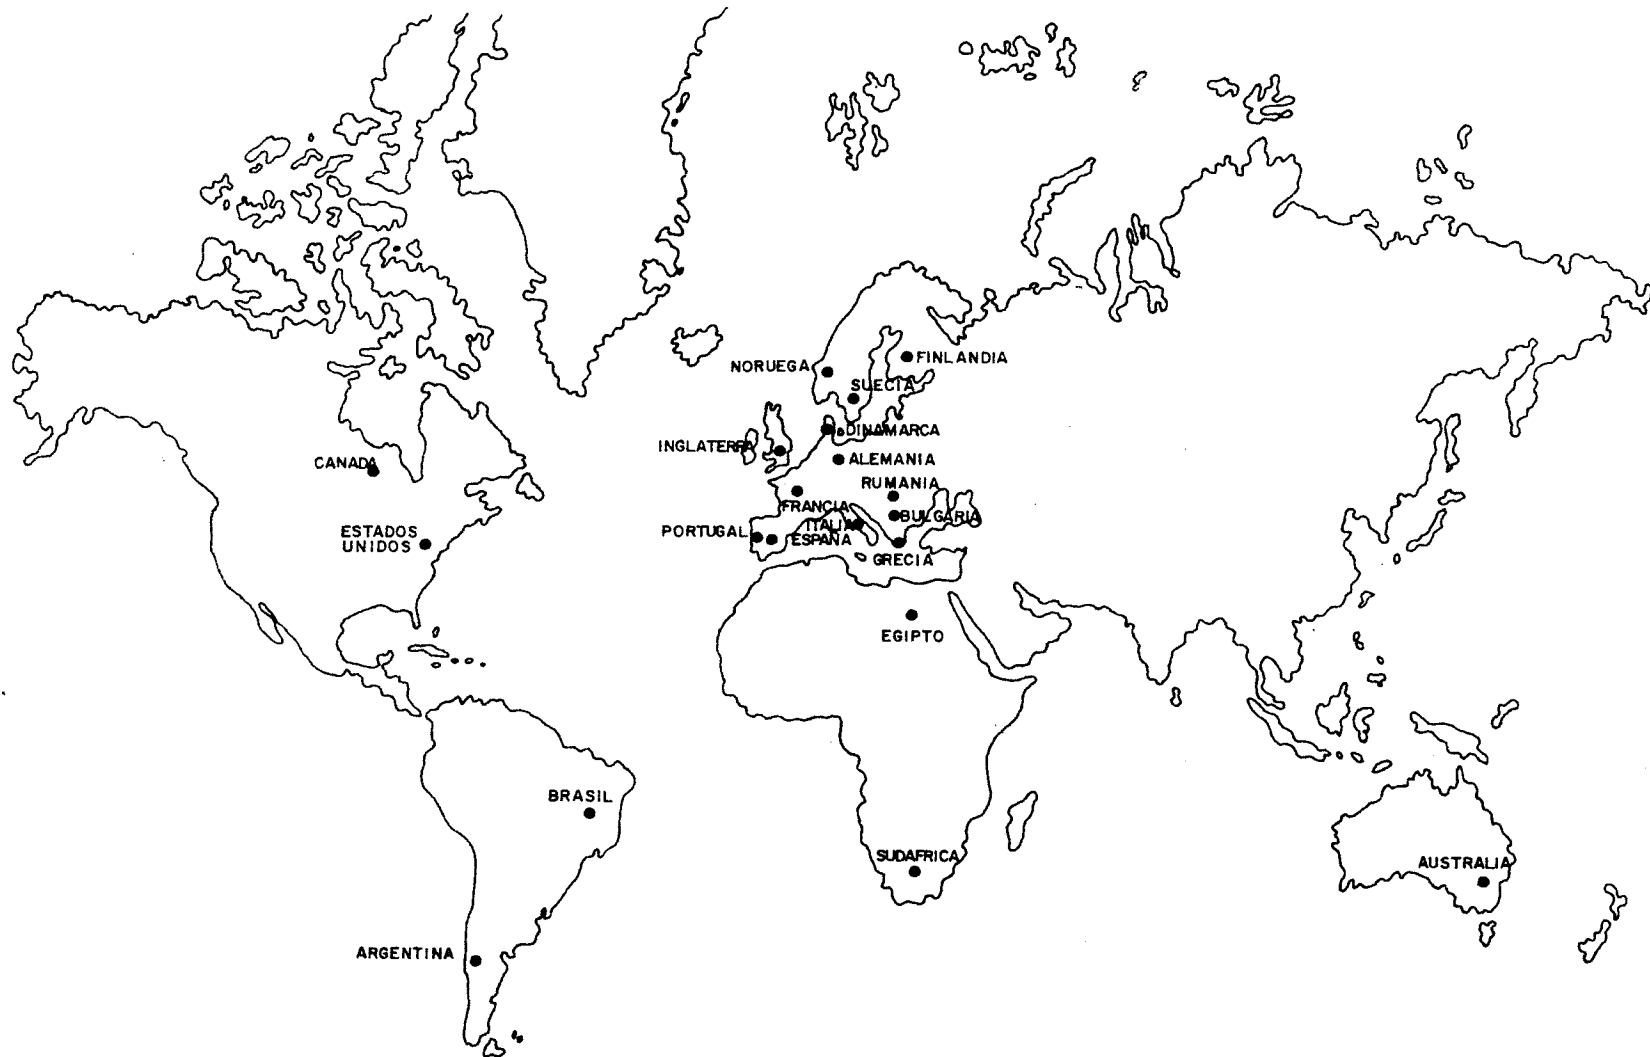 NORUEGA
FINLANDIA
SUECIA
DINAMARCA
INGLATERRA
ALEMANIA
CANADA
RUMANIA
FRANCIA
BULGARIA
ITALIA
ESTADOS
UNIDOS
PORTUGAL
ESPAÑA
GRECIA
EGIPTO
BRASIL
SUDAFRICA
AUSTRALIA
ARGENTINA